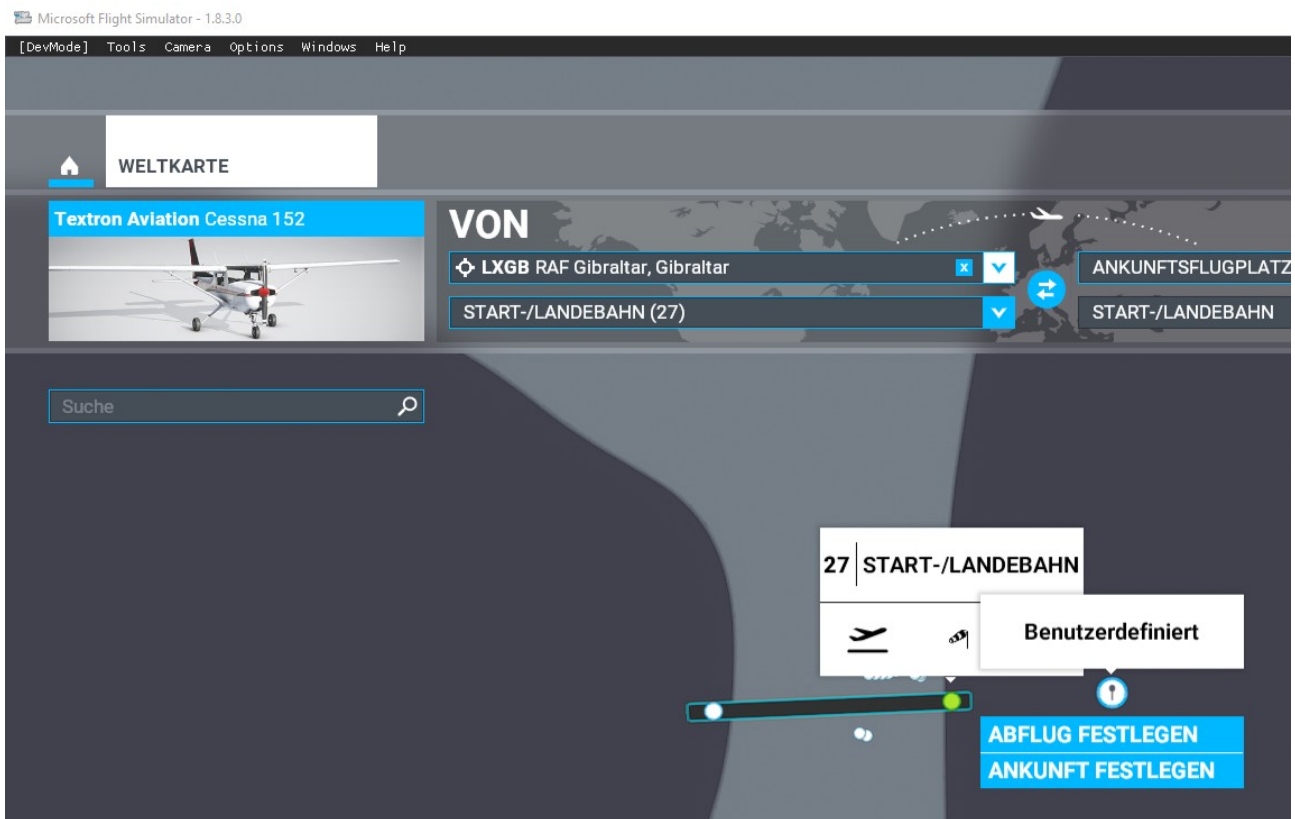 Microsoft Flight Simulator - 1.8.3.0
[DevMode] Tools Camera Options Windows Help
WELTKARTE
Textron Aviation Cessna 152
VON
LXGB RAF Gibraltar, Gibraltar
ANKUNFTSFLUGPLATZ
START-/LANDEBAHN (27)
START-/LANDEBAHN
Suche
27 START-/LANDEBAHN
Benutzerdefiniert
ABFLUG FESTLEGEN
ANKUNFT FESTLEGEN